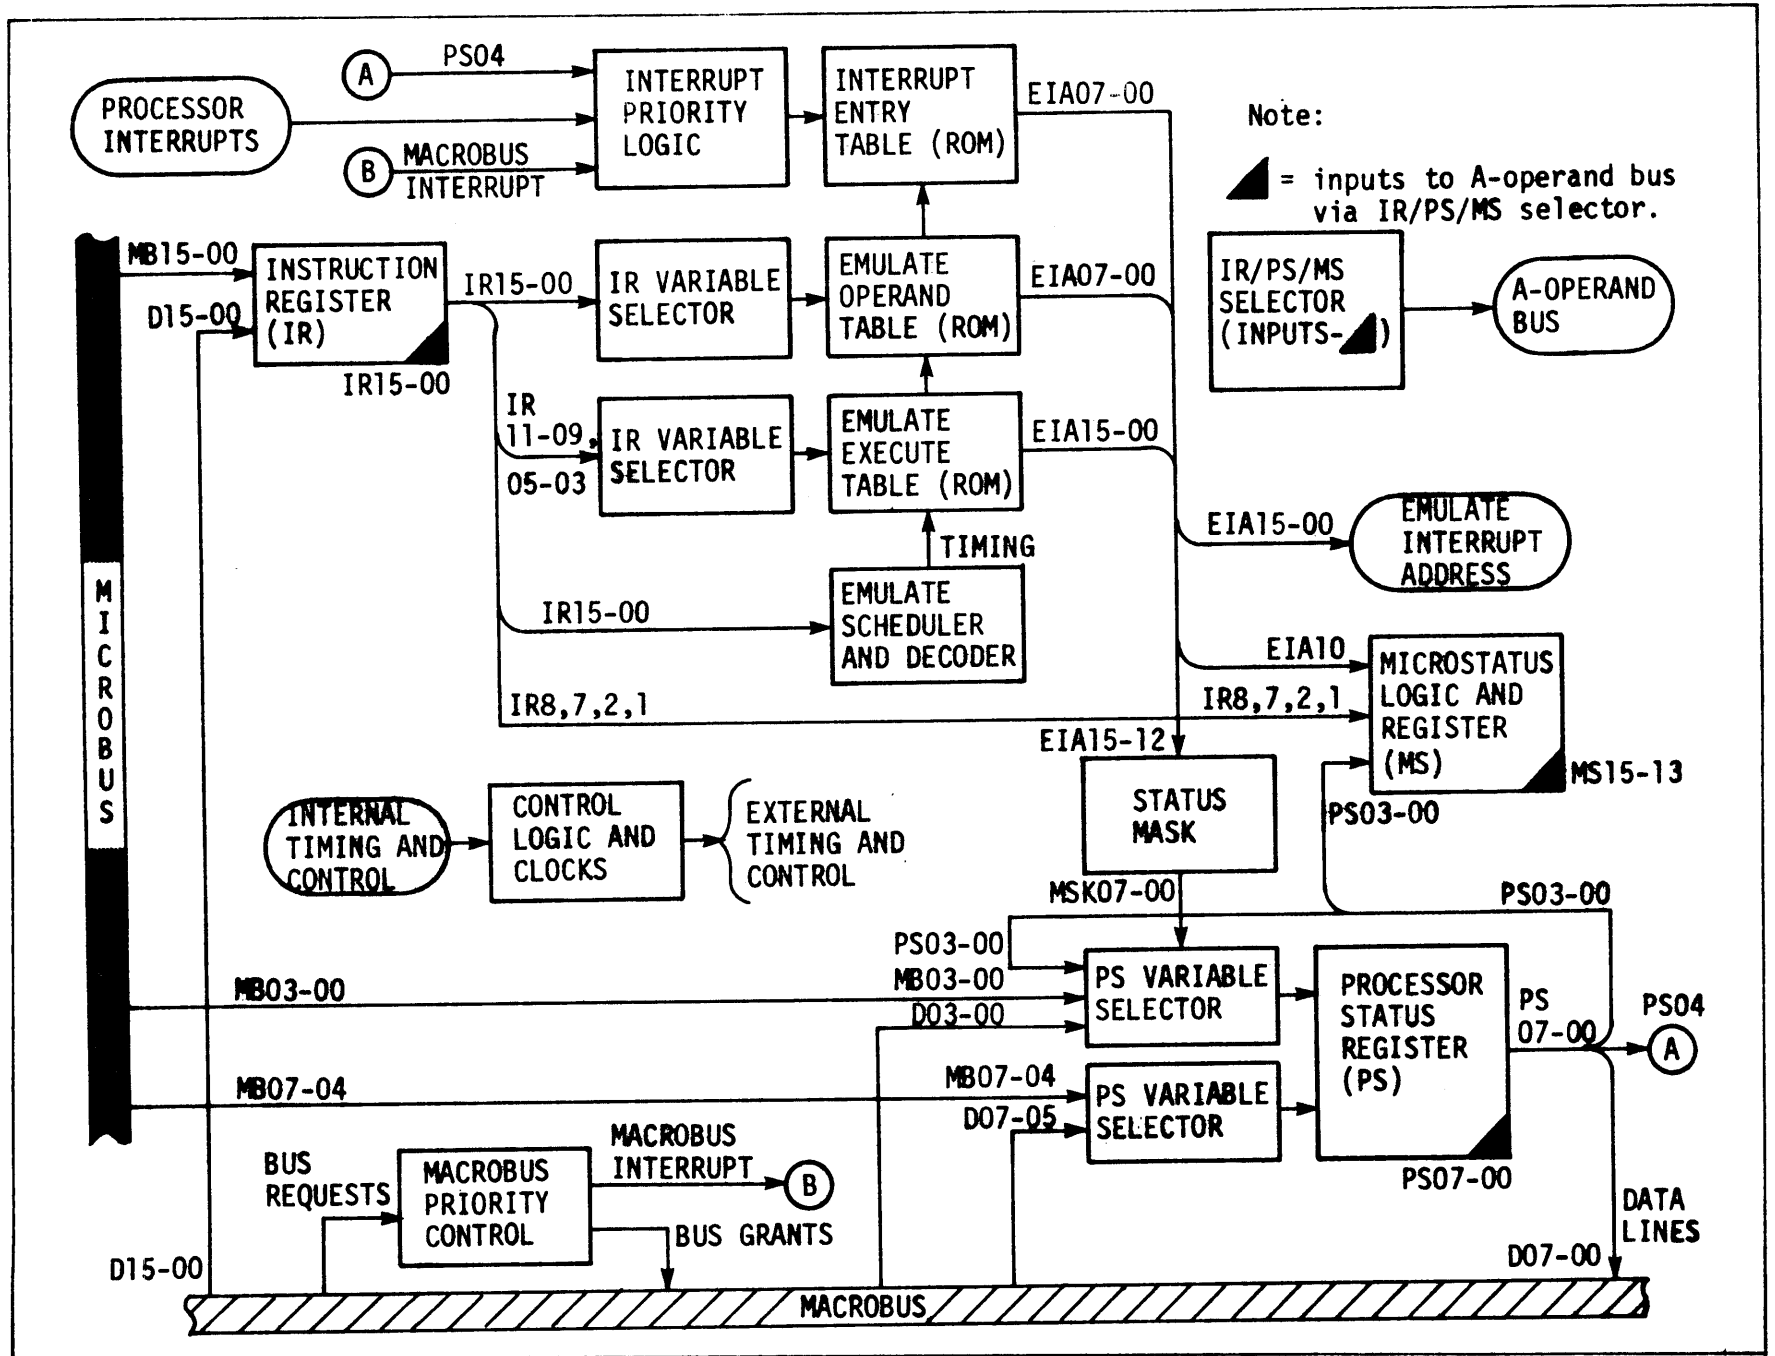 A
PS04
PROCESSOR
INTERRUPTS
B
MACROBUS
INTERRUPT
INTERRUPT
PRIORITY
LOGIC
INTERRUPT
ENTRY
TABLE (ROM)
EIA07-00
Note:
= inputs to A-operand bus
via IR/PS/MS selector.
MB15-00
D15-00
INSTRUCTION
REGISTER
(IR)
IR15-00
IR15-00
IR VARIABLE
SELECTOR
EMULATE
OPERAND
TABLE (ROM)
EIA07-00
IR/PS/MS
SELECTOR
(INPUTS- )
A-OPERAND
BUS
IR
11-09,
05-03
IR VARIABLE
SELECTOR
EMULATE
EXECUTE
TABLE (ROM)
EIA15-00
EIA15-00
EMULATE
INTERRUPT
ADDRESS
TIMING
IR15-00
EMULATE
SCHEDULER
AND DECODER
MICROBUS
EIA10
IR8,7,2,1
IR8,7,2,1
MICROSTATUS
LOGIC AND
REGISTER
(MS)
MS15-13
PS03-00
EIA15-12
STATUS
MASK
MSK07-00
INTERNAL
TIMING AND
CONTROL
CONTROL
LOGIC AND
CLOCKS
EXTERNAL
TIMING AND
CONTROL
PS03-00
PS03-00
MB03-00
MB03-00
D03-00
PS VARIABLE
SELECTOR
PROCESSOR
STATUS
REGISTER
(PS)
PS
07-00
PS04
A
MB07-04
MB07-04
D07-05
PS VARIABLE
SELECTOR
PS07-00
BUS
REQUESTS
MACROBUS
PRIORITY
CONTROL
MACROBUS
INTERRUPT
B
BUS GRANTS
DATA
LINES
D15-00
D07-00
MACROBUS